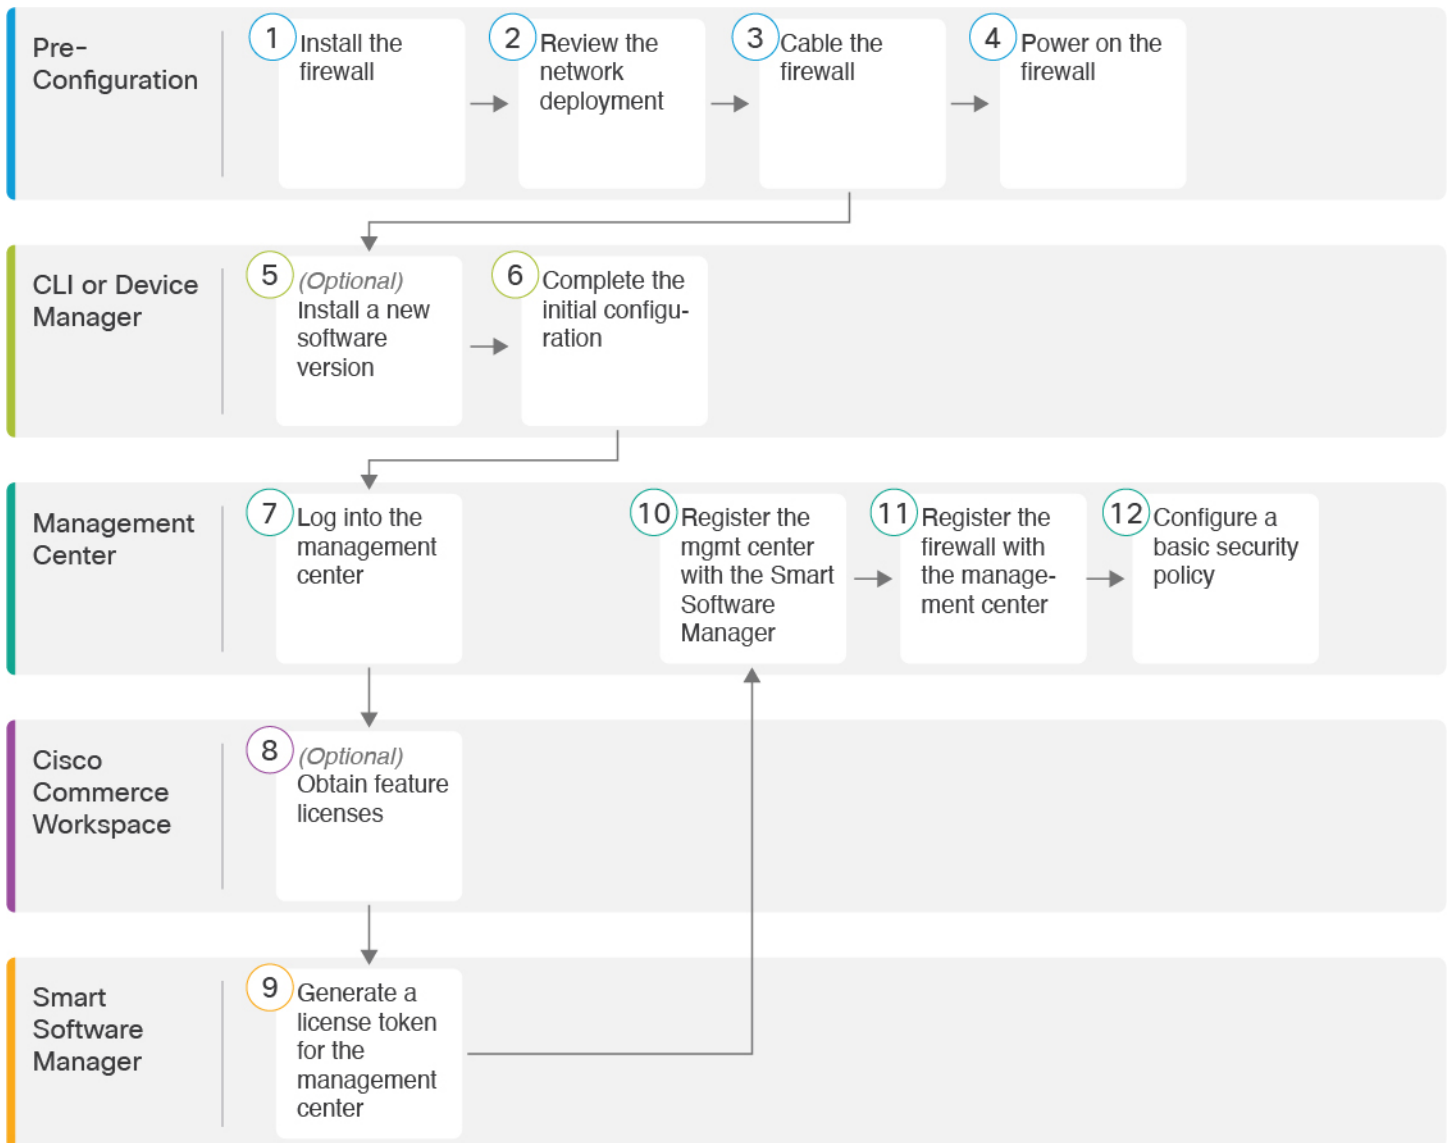 Pre-
Configuration
1
Install the
firewall
2
Review the
network
deployment
3
Cable the
firewall
4
Power on the
firewall
CLI or Device
Manager
5
(Optional)
Install a new
software
version
6
Complete the
initial configu-
ration
Management
Center
7
Log into the
management
center
10
Register the
mgmt center
with the Smart
Software
Manager
11
Register the
firewall with
the manage-
ment center
12
Configure a
basic security
policy
Cisco
Commerce
Workspace
8
(Optional)
Obtain feature
licenses
Smart
Software
Manager
9
Generate a
license token
for the
management
center